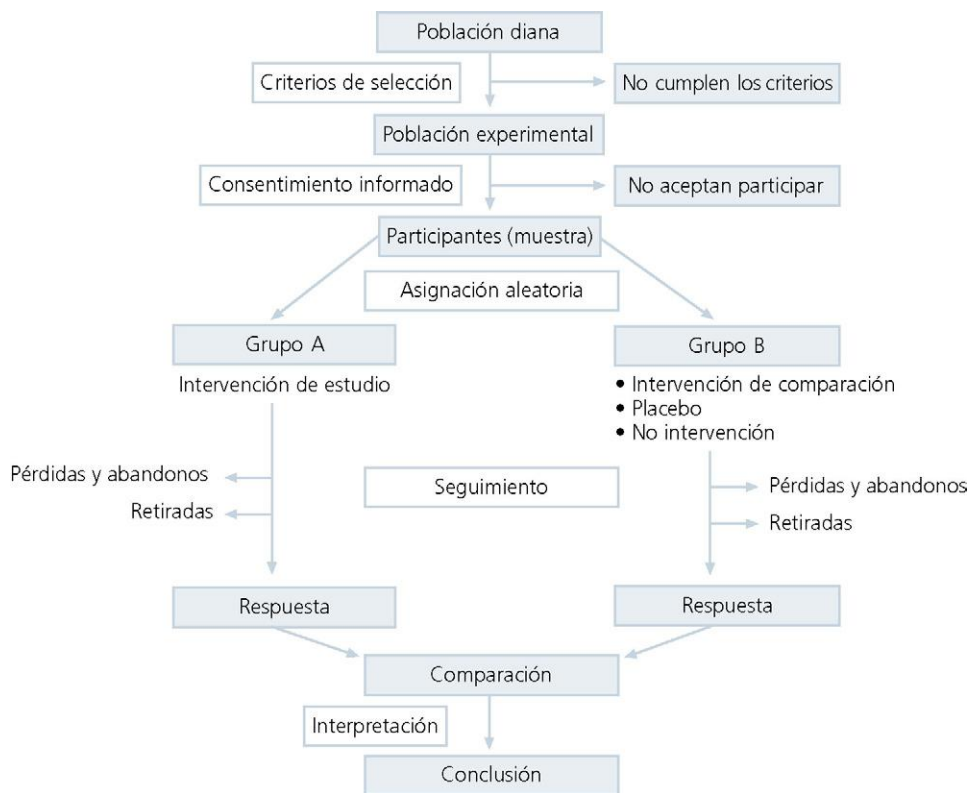 Población diana
Criterios de selección
No cumplen los criterios
Población experimental
Consentimiento informado
No aceptan participar
Participantes (muestra)
Asignación aleatoria
Grupo A
Grupo B
Intervención de estudio
• Intervención de comparación
• Placebo
• No intervención
Pérdidas y abandonos
Retiradas
Seguimiento
Pérdidas y abandonos
Retiradas
Respuesta
Respuesta
Comparación
Interpretación
Conclusión